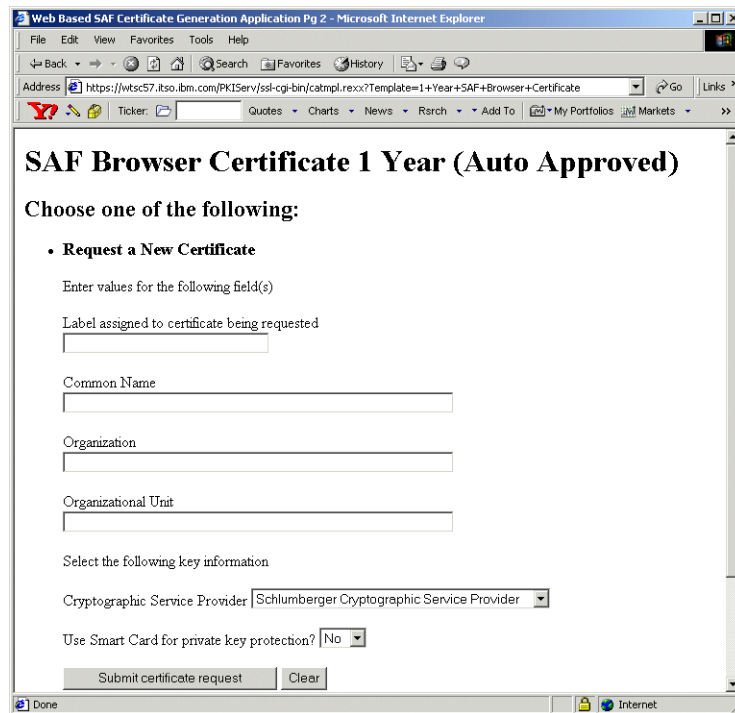 Web Based SAF Certificate Generation Application Pg 2 - Microsoft Internet Explorer
File Edit View Favorites Tools Help
Back Search Favorites History
Address https://wtsc57.itso.ibm.com/PKIServ/ssl-cgi-bin/catmpl.rexx?Template=1+Year+SAF+Browser+Certificate Go Links »
Y! Ticker: Quotes Charts News Rsrch Add To My Portfolios Markets »
SAF Browser Certificate 1 Year (Auto Approved)
Choose one of the following:
• Request a New Certificate
Enter values for the following field(s)
Label assigned to certificate being requested
Common Name
Organization
Organizational Unit
Select the following key information
Cryptographic Service Provider Schlumberger Cryptographic Service Provider
Use Smart Card for private key protection? No
Submit certificate request Clear
Done Internet